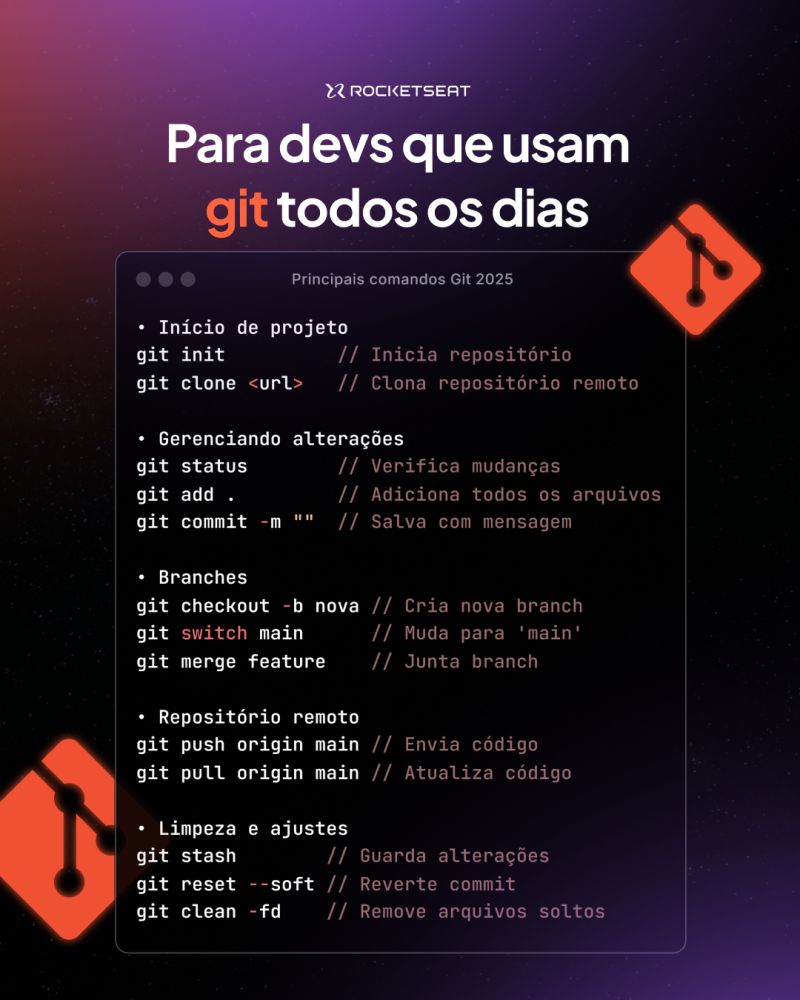 ROCKETSEAT
Para devs que usam
git todos os dias
Principais comandos Git 2025
• Início de projeto
git init // Inicia repositório
git clone <url> // Clona repositório remoto
• Gerenciando alterações
git status // Verifica mudanças
git add . // Adiciona todos os arquivos
git commit -m "" // Salva com mensagem
• Branches
git checkout -b nova // Cria nova branch
git switch main // Muda para 'main'
git merge feature // Junta branch
• Repositório remoto
git push origin main // Envia código
git pull origin main // Atualiza código
• Limpeza e ajustes
git stash // Guarda alterações
git reset --soft // Reverte commit
git clean -fd // Remove arquivos soltos